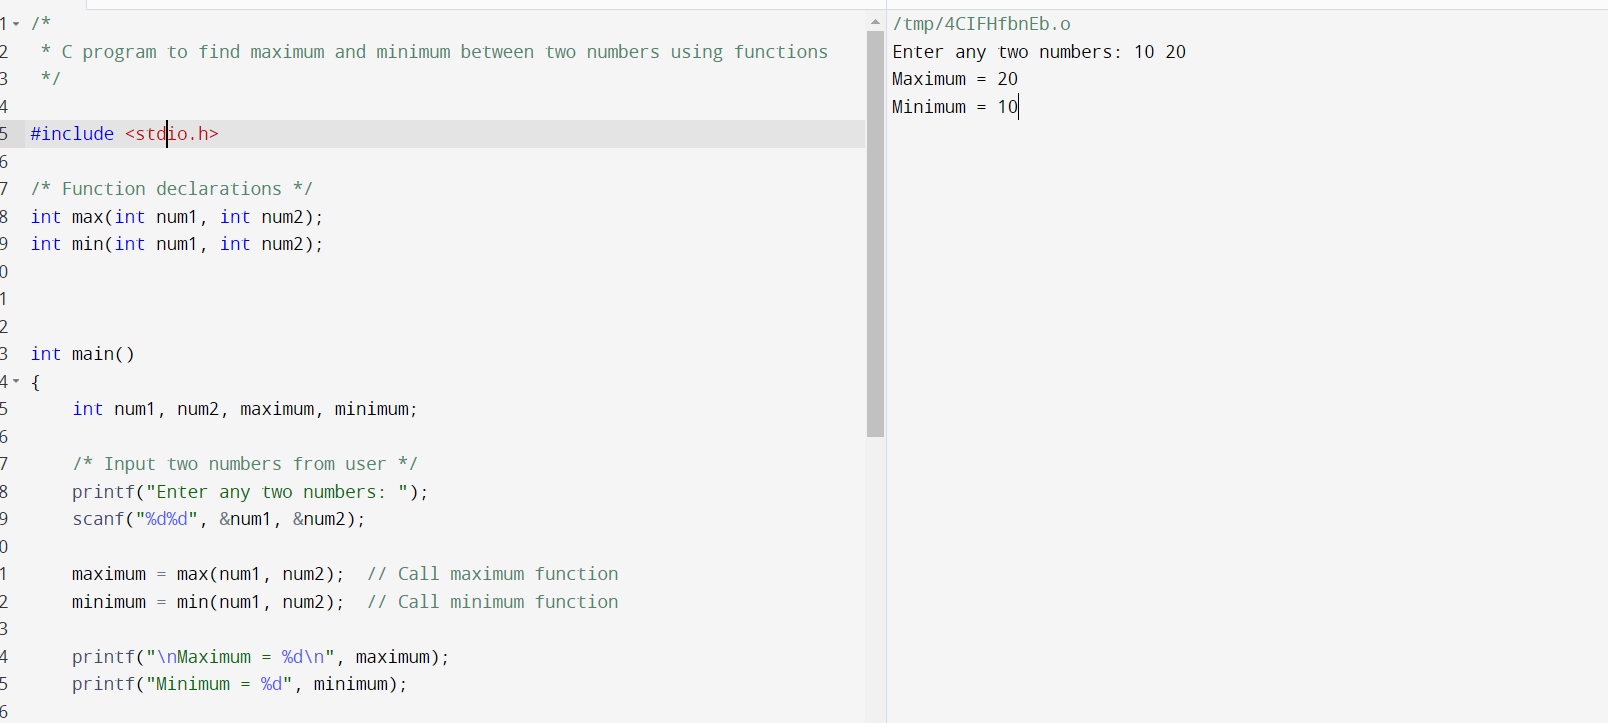 1 /*
2  * C program to find maximum and minimum between two numbers using functions
3  */
4
5 #include <stdio.h>
6
7 /* Function declarations */
8 int max(int num1, int num2);
9 int min(int num1, int num2);
0
1
2
3 int main()
4 {
5     int num1, num2, maximum, minimum;
6
7     /* Input two numbers from user */
8     printf("Enter any two numbers: ");
9     scanf("%d%d", &num1, &num2);
0
1     maximum = max(num1, num2);  // Call maximum function
2     minimum = min(num1, num2);  // Call minimum function
3
4     printf("\nMaximum = %d\n", maximum);
5     printf("Minimum = %d", minimum);
6
/tmp/4CIFHfbnEb.o
Enter any two numbers: 10 20
Maximum = 20
Minimum = 10